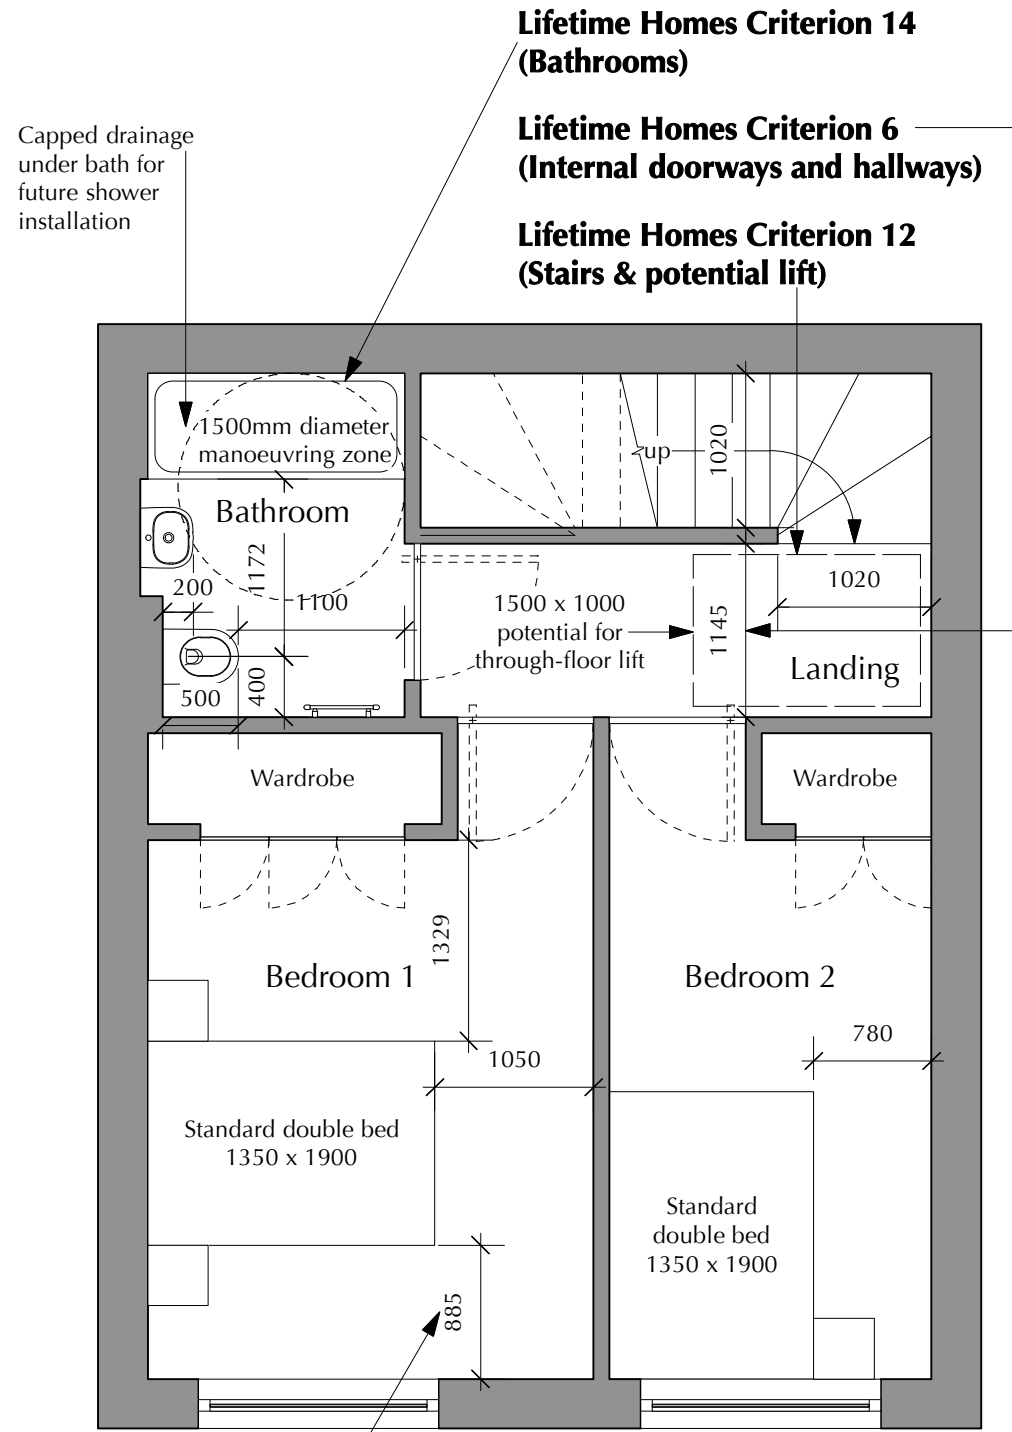 Lifetime Homes Criterion 14
(Bathrooms)
Lifetime Homes Criterion 6
(Internal doorways and hallways)
Lifetime Homes Criterion 12
(Stairs & potential lift)
Capped drainage
under bath for
future shower
installation
1500mm diameter
manoeuvring zone
Bathroom
up
1020
1172
200
1100
1020
1500 x 1000
potential for
through-floor lift
1145
Landing
500
400
Wardrobe
Wardrobe
1329
Bedroom 1
Bedroom 2
780
1050
Standard double bed
1350 x 1900
Standard
double bed
1350 x 1900
885